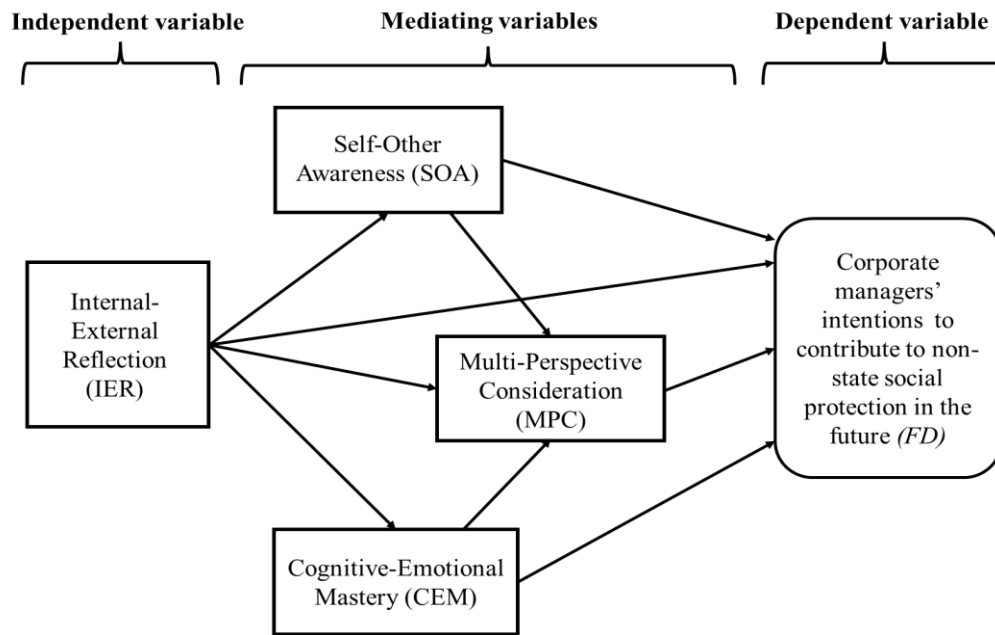 Independent variable
Mediating variables
Dependent variable
Self-Other
Awareness (SOA)
Internal-
External
Reflection
(IER)
Multi-Perspective
Consideration
(MPC)
Cognitive-Emotional
Mastery (CEM)
Corporate
managers’
intentions to
contribute to non-
state social
protection in the
future (FD)